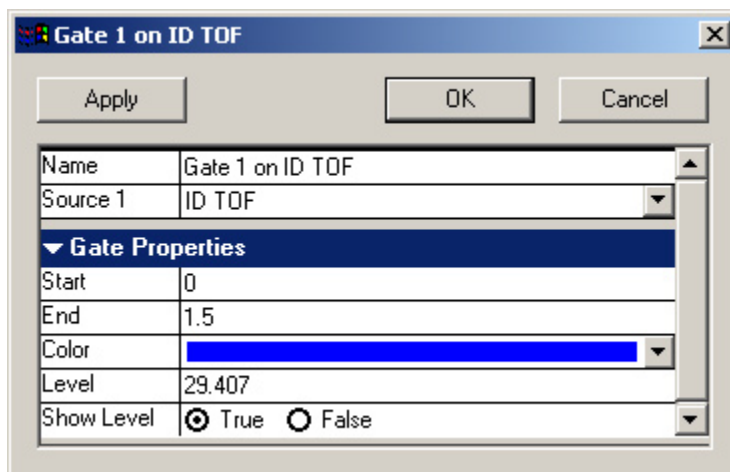 Gate 1 on ID TOF
Apply OK Cancel
Name Gate 1 on ID TOF
Source 1 ID TOF
Gate Properties
Start 0
End 1.5
Color
Level 29.407
Show Level True False